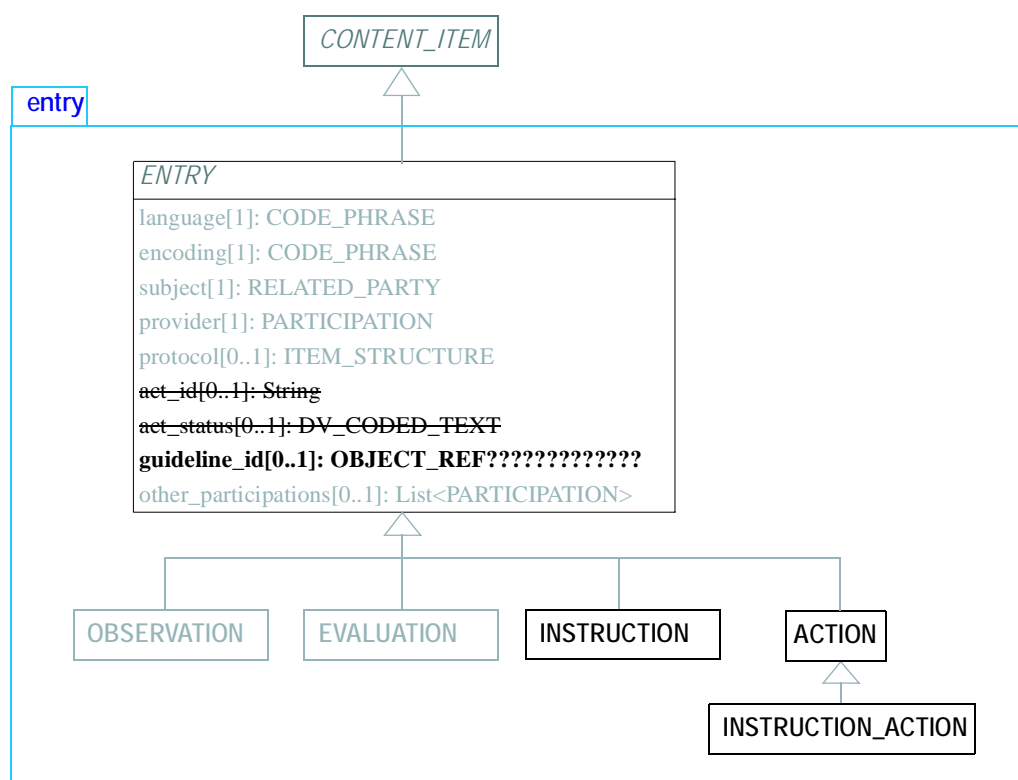 CONTENT_ITEM
entry
ENTRY
language[1]: CODE_PHRASE
encoding[1]: CODE_PHRASE
subject[1]: RELATED_PARTY
provider[1]: PARTICIPATION
protocol[0..1]: ITEM_STRUCTURE
act_id[0..1]: String
act_status[0..1]: DV_CODED_TEXT
guideline_id[0..1]: OBJECT_REF?????????????
other_participations[0..1]: List<PARTICIPATION>
OBSERVATION EVALUATION INSTRUCTION ACTION
INSTRUCTION_ACTION